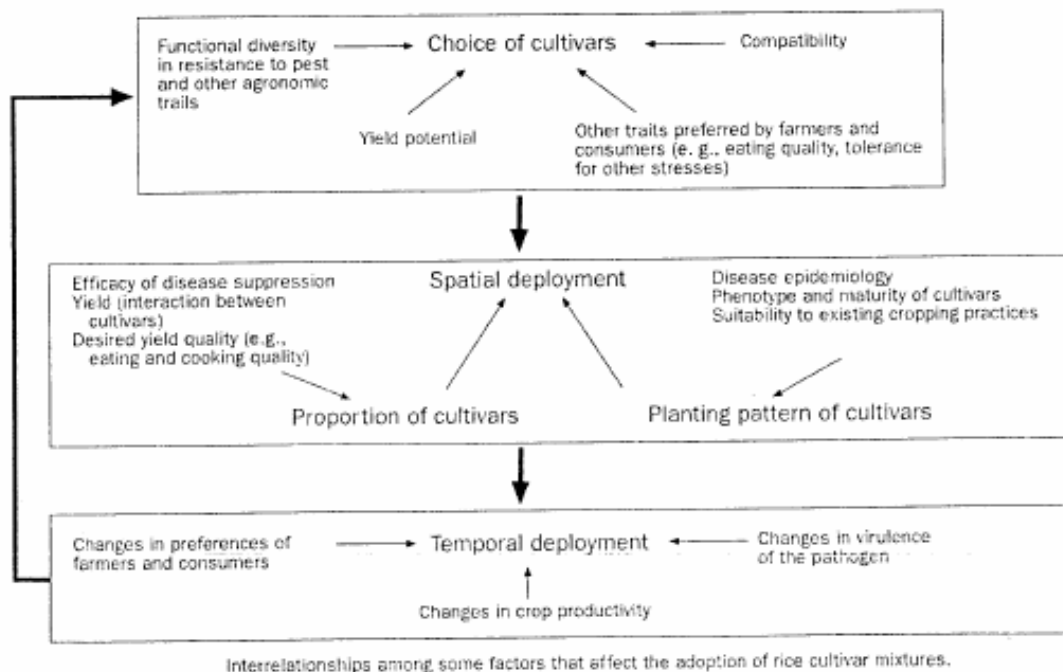 Functional diversity
in resistance to pest
and other agronomic
trails
Choice of cultivars
Compatibility
Yield potential
Other traits preferred by farmers and
consumers (e. g., eating quality, tolerance
for other stresses)
Efficacy of disease suppression
Yield (interaction between
cultivars)
Desired yield quality (e.g.,
eating and cooking quality)
Spatial deployment
Disease epidemiology
Phenotype and maturity of cultivars
Suitability to existing cropping practices
Proportion of cultivars
Planting pattern of cultivars
Changes in preferences of
farmers and consumers
Temporal deployment
Changes in virulence
of the pathogen
Changes in crop productivity
Interrelationships among some factors that affect the adoption of rice cultivar mixtures.